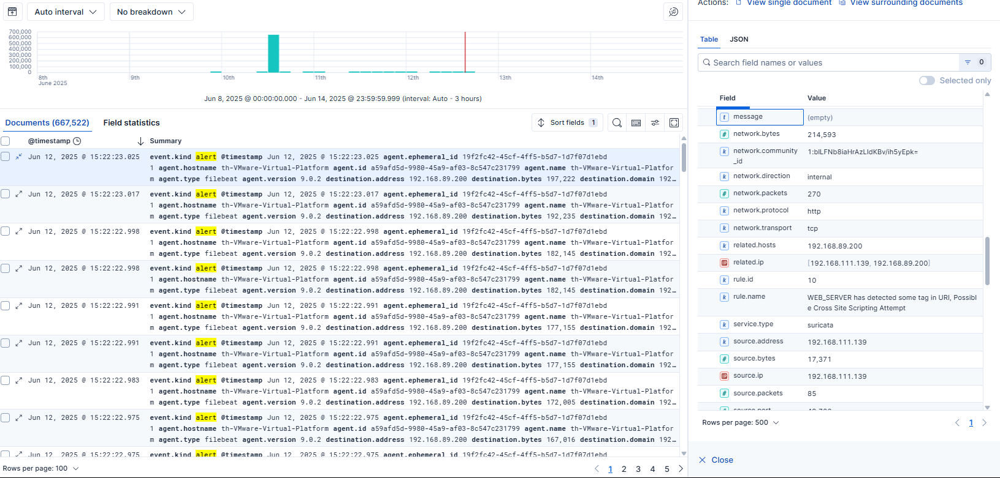 Auto interval
No breakdown
700,000
600,000
500,000
400,000
300,000
200,000
100,000
0
8th
June 2025
9th
10th
11th
12th
13th
14th
Jun 8, 2025 @ 00:00:00.000 - Jun 14, 2025 @ 23:59:59.999 (interval: Auto - 3 hours)
Documents (667,522)
Field statistics
Sort fields 1
@timestamp
Summary
Jun 12, 2025 @ 15:22:23.025
event.kind alert @timestamp Jun 12, 2025 @ 15:22:23.025 agent.ephemeral_id 19f2fc42-45cf-4ff5-b5d7-1d7f07d1ebd
1 agent.hostname th-VMware-Virtual-Platform agent.id a59afd5d-9980-45a9-af03-8c547c231799 agent.name th-VMware-Virtual-Platfor
m agent.type filebeat agent.version 9.0.2 destination.address 192.168.89.200 destination.bytes 197,222 destination.domain 192…
Jun 12, 2025 @ 15:22:23.017
event.kind alert @timestamp Jun 12, 2025 @ 15:22:23.017 agent.ephemeral_id 19f2fc42-45cf-4ff5-b5d7-1d7f07d1ebd
1 agent.hostname th-VMware-Virtual-Platform agent.id a59afd5d-9980-45a9-af03-8c547c231799 agent.name th-VMware-Virtual-Platfor
m agent.type filebeat agent.version 9.0.2 destination.address 192.168.89.200 destination.bytes 192,235 destination.domain 192…
Jun 12, 2025 @ 15:22:22.998
event.kind alert @timestamp Jun 12, 2025 @ 15:22:22.998 agent.ephemeral_id 19f2fc42-45cf-4ff5-b5d7-1d7f07d1ebd
1 agent.hostname th-VMware-Virtual-Platform agent.id a59afd5d-9980-45a9-af03-8c547c231799 agent.name th-VMware-Virtual-Platfor
m agent.type filebeat agent.version 9.0.2 destination.address 192.168.89.200 destination.bytes 182,145 destination.domain 192…
Jun 12, 2025 @ 15:22:22.998
event.kind alert @timestamp Jun 12, 2025 @ 15:22:22.998 agent.ephemeral_id 19f2fc42-45cf-4ff5-b5d7-1d7f07d1ebd
1 agent.hostname th-VMware-Virtual-Platform agent.id a59afd5d-9980-45a9-af03-8c547c231799 agent.name th-VMware-Virtual-Platfor
m agent.type filebeat agent.version 9.0.2 destination.address 192.168.89.200 destination.bytes 182,145 destination.domain 192…
Jun 12, 2025 @ 15:22:22.991
event.kind alert @timestamp Jun 12, 2025 @ 15:22:22.991 agent.ephemeral_id 19f2fc42-45cf-4ff5-b5d7-1d7f07d1ebd
1 agent.hostname th-VMware-Virtual-Platform agent.id a59afd5d-9980-45a9-af03-8c547c231799 agent.name th-VMware-Virtual-Platfor
m agent.type filebeat agent.version 9.0.2 destination.address 192.168.89.200 destination.bytes 177,155 destination.domain 192…
Jun 12, 2025 @ 15:22:22.991
event.kind alert @timestamp Jun 12, 2025 @ 15:22:22.991 agent.ephemeral_id 19f2fc42-45cf-4ff5-b5d7-1d7f07d1ebd
1 agent.hostname th-VMware-Virtual-Platform agent.id a59afd5d-9980-45a9-af03-8c547c231799 agent.name th-VMware-Virtual-Platfor
m agent.type filebeat agent.version 9.0.2 destination.address 192.168.89.200 destination.bytes 177,155 destination.domain 192…
Jun 12, 2025 @ 15:22:22.983
event.kind alert @timestamp Jun 12, 2025 @ 15:22:22.983 agent.ephemeral_id 19f2fc42-45cf-4ff5-b5d7-1d7f07d1ebd
1 agent.hostname th-VMware-Virtual-Platform agent.id a59afd5d-9980-45a9-af03-8c547c231799 agent.name th-VMware-Virtual-Platfor
m agent.type filebeat agent.version 9.0.2 destination.address 192.168.89.200 destination.bytes 172,005 destination.domain 192…
Jun 12, 2025 @ 15:22:22.975
event.kind alert @timestamp Jun 12, 2025 @ 15:22:22.975 agent.ephemeral_id 19f2fc42-45cf-4ff5-b5d7-1d7f07d1ebd
1 agent.hostname th-VMware-Virtual-Platform agent.id a59afd5d-9980-45a9-af03-8c547c231799 agent.name th-VMware-Virtual-Platfor
m agent.type filebeat agent.version 9.0.2 destination.address 192.168.89.200 destination.bytes 167,016 destination.domain 192…
Jun 12, 2025 @ 15:22:22.975
event.kind alert @timestamp Jun 12, 2025 @ 15:22:22.975 agent.ephemeral_id 19f2fc42-45cf-4ff5-b5d7-1d7f07d1ebd
Rows per page: 100
1 2 3 4 5
Actions: View single document View surrounding documents
Table JSON
Search field names or values
0
Selected only
Field Value
message (empty)
network.bytes 214,593
network.community
_id
1:blLFNb8iaHrAzLIdKBv/ih5yEpk=
network.direction internal
network.packets 270
network.protocol http
network.transport tcp
related.hosts 192.168.89.200
related.ip [192.168.111.139, 192.168.89.200]
rule.id 10
rule.name WEB_SERVER has detected some tag in URI, Possibl
e Cross Site Scripting Attempt
service.type suricata
source.address 192.168.111.139
source.bytes 17,371
source.ip 192.168.111.139
source.packets 85
source.port
Rows per page: 500
1
Close